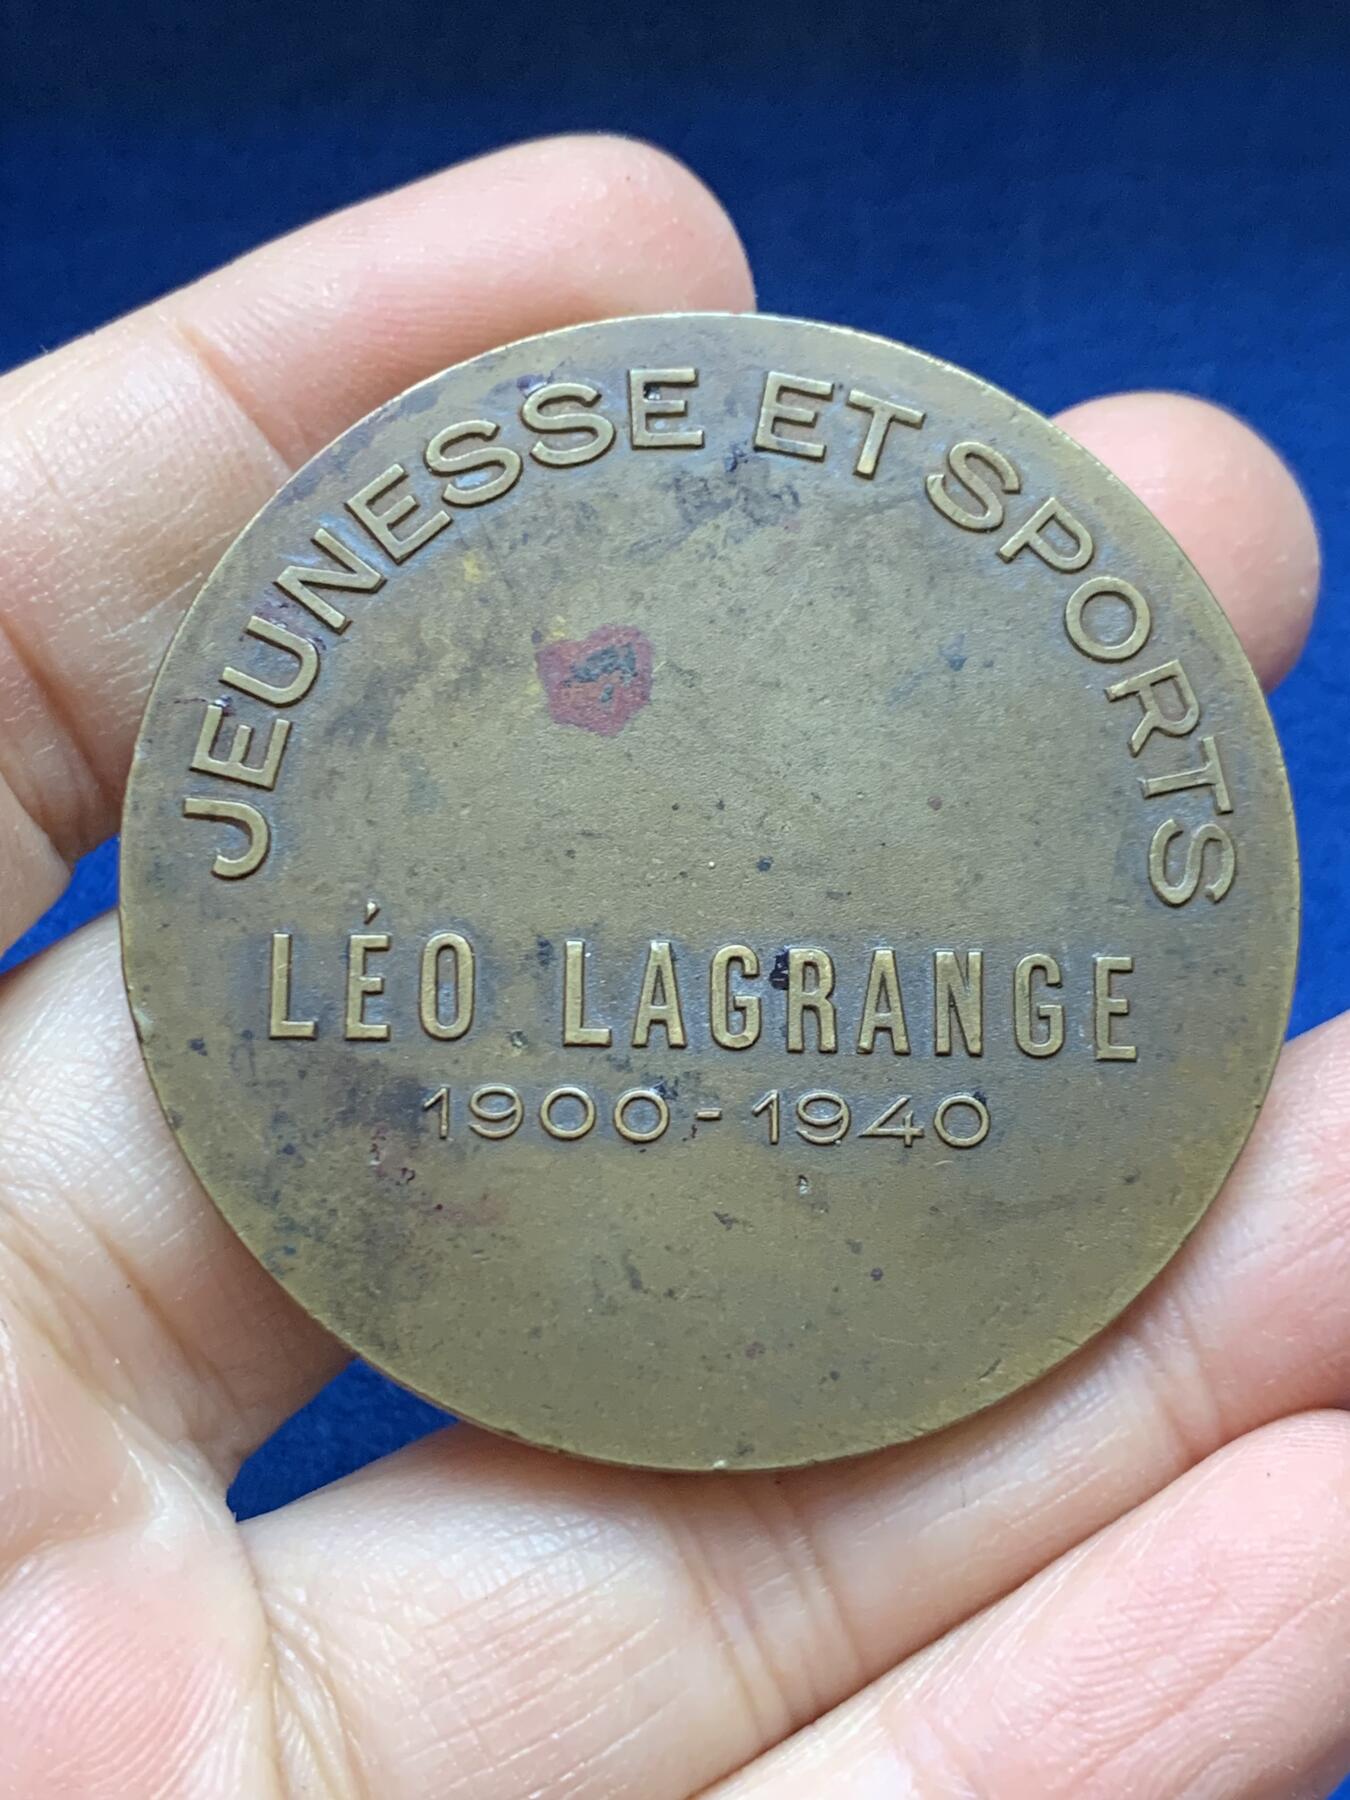 JEUNESSE ET SPORTS
LÉO LAGRANGE
1900-1940